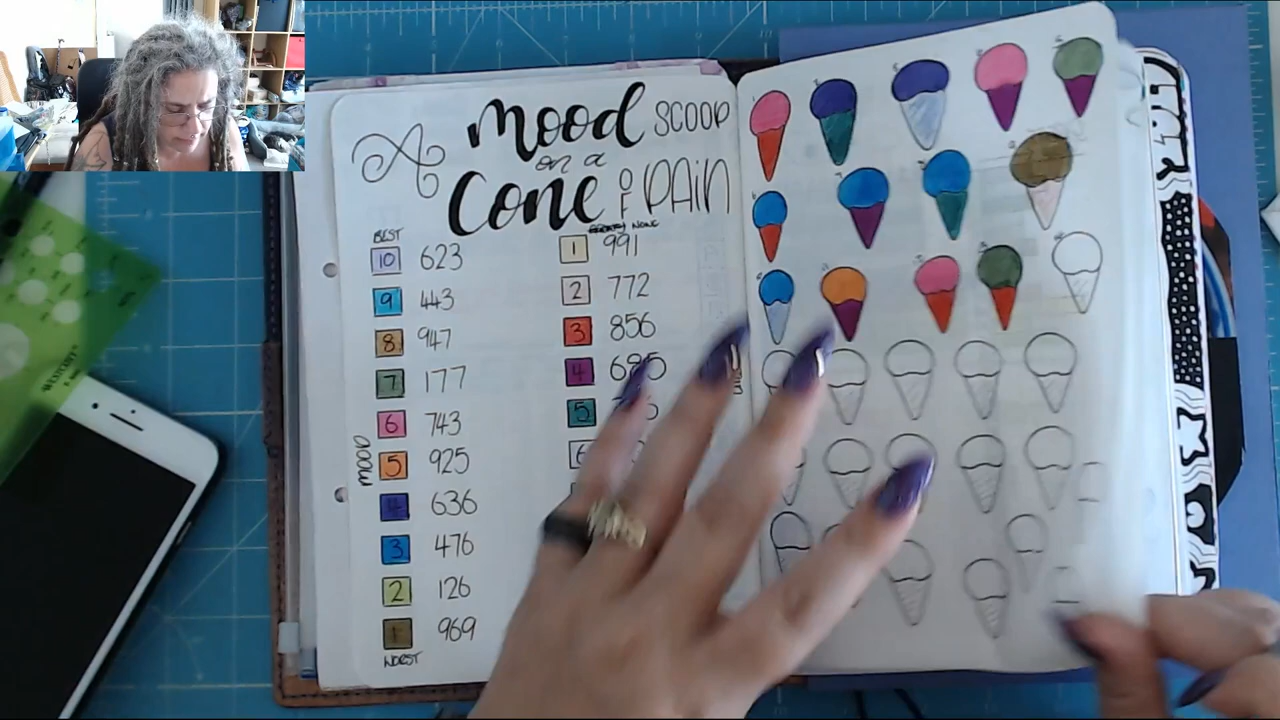 A Mood SCOOP
on a
Cone OF PAIN
BEST
10 623
9 443
8 947
7 177
6 743
5 925
4 636
3 476
2 126
1 969
WORST
MOOD
NONE
1 991
2 772
3 856
4 685
5
6